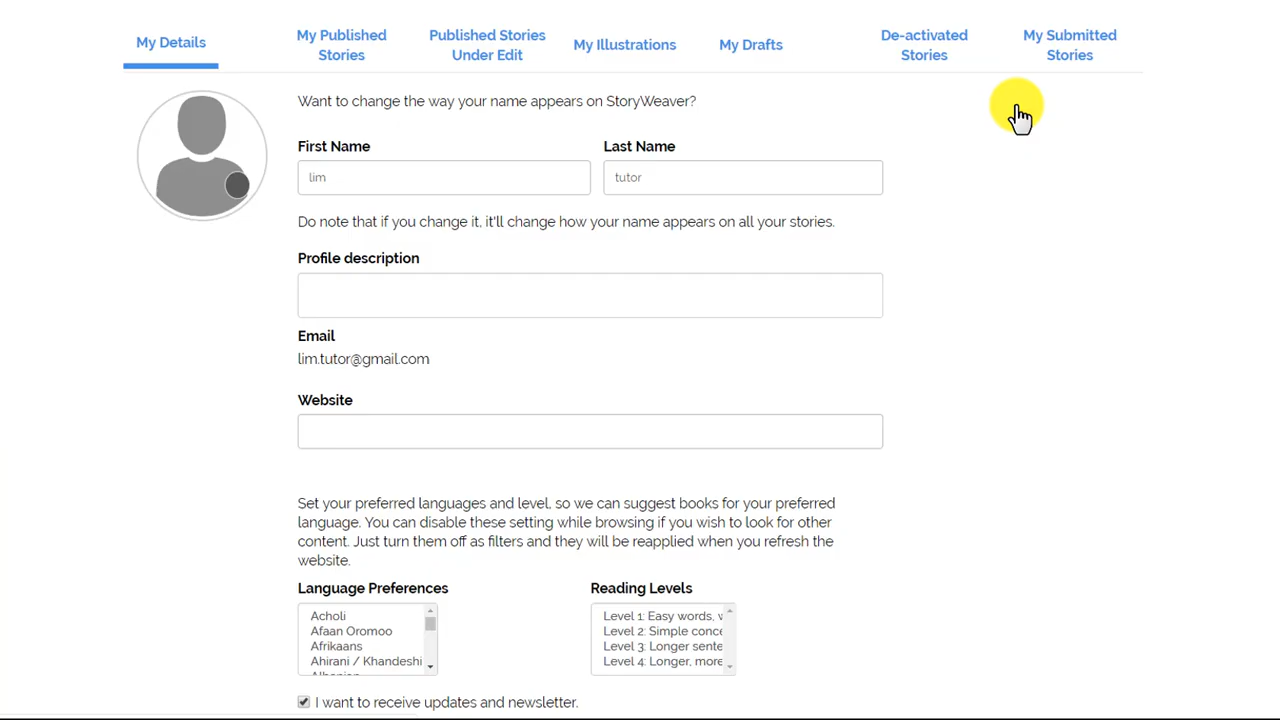 My Details
My Published
Stories
Published Stories
Under Edit
My Illustrations
My Drafts
De-activated
Stories
My Submitted
Stories
Want to change the way your name appears on StoryWeaver?
First Name
Last Name
lim
tutor
Do note that if you change it, it'll change how your name appears on all your stories.
Profile description
Email
lim.tutor@gmail.com
Website
Set your preferred languages and level, so we can suggest books for your preferred
language. You can disable these setting while browsing if you wish to look for other
content. Just turn them off as filters and they will be reapplied when you refresh the
website.
Language Preferences
Reading Levels
Acholi
Afaan Oromoo
Afrikaans
Ahirani / Khandeshi
Albanian
Level 1: Easy words, w
Level 2: Simple conce
Level 3: Longer sente
Level 4: Longer, more
I want to receive updates and newsletter.